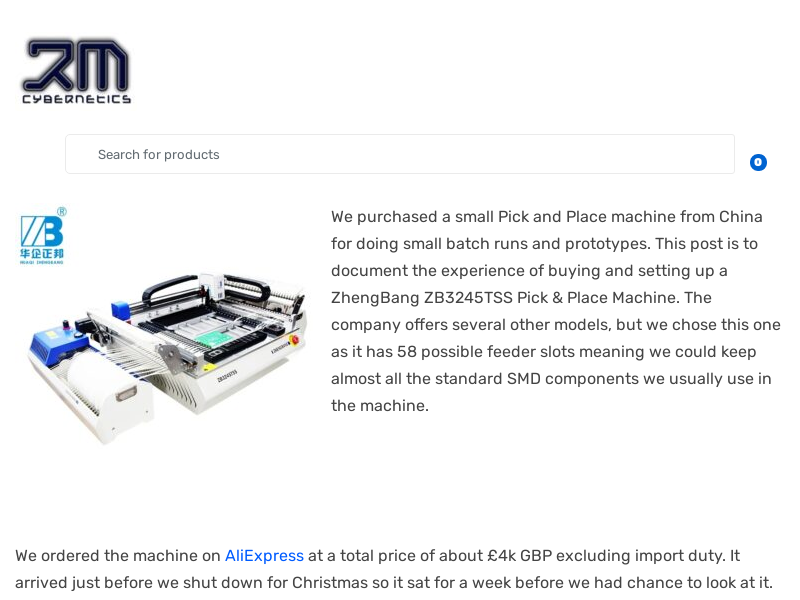 XM
CYBERNETICS
Search for products
0
®
华企正邦
HUAQI ZHENGBANG
ZB3245TSS
We purchased a small Pick and Place machine from China
for doing small batch runs and prototypes. This post is to
document the experience of buying and setting up a
ZhengBang ZB3245TSS Pick & Place Machine. The
company offers several other models, but we chose this one
as it has 58 possible feeder slots meaning we could keep
almost all the standard SMD components we usually use in
the machine.
We ordered the machine on AliExpress at a total price of about £4k GBP excluding import duty. It
arrived just before we shut down for Christmas so it sat for a week before we had chance to look at it.